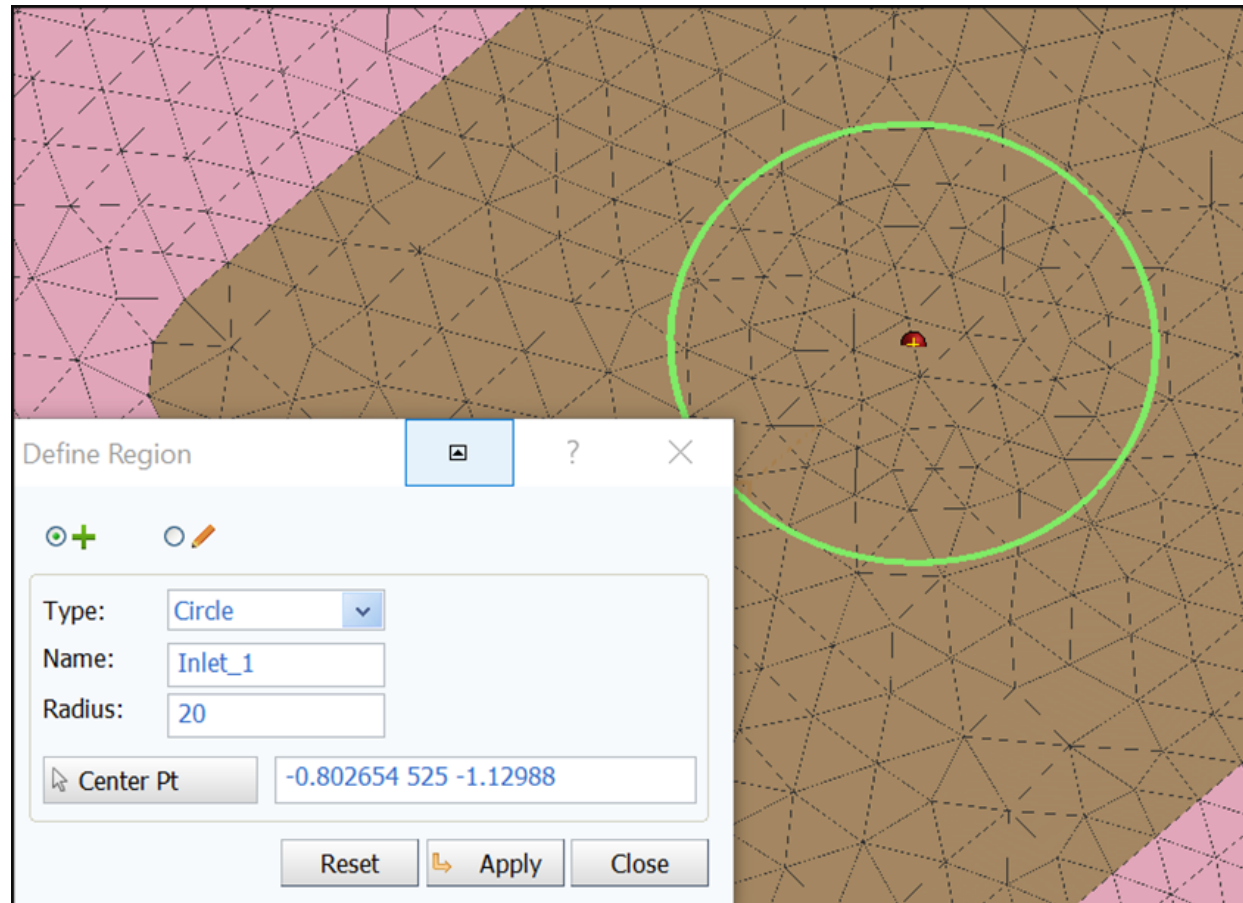 Define Region ?
Type: Circle
Name: Inlet_1
Radius: 20
Center Pt -0.802654 525 -1.12988
Reset Apply Close